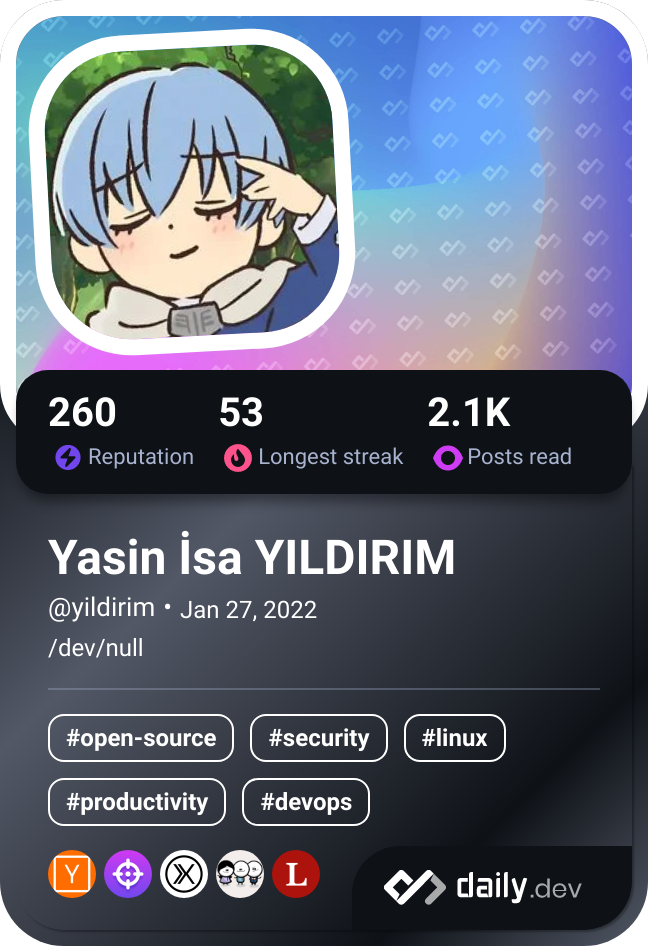 260 53 2.1K
Reputation Longest streak Posts read
Yasin İsa YILDIRIM
@yildirim • Jan 27, 2022
/dev/null
#open-source #security #linux
#productivity #devops
Y L
daily.dev